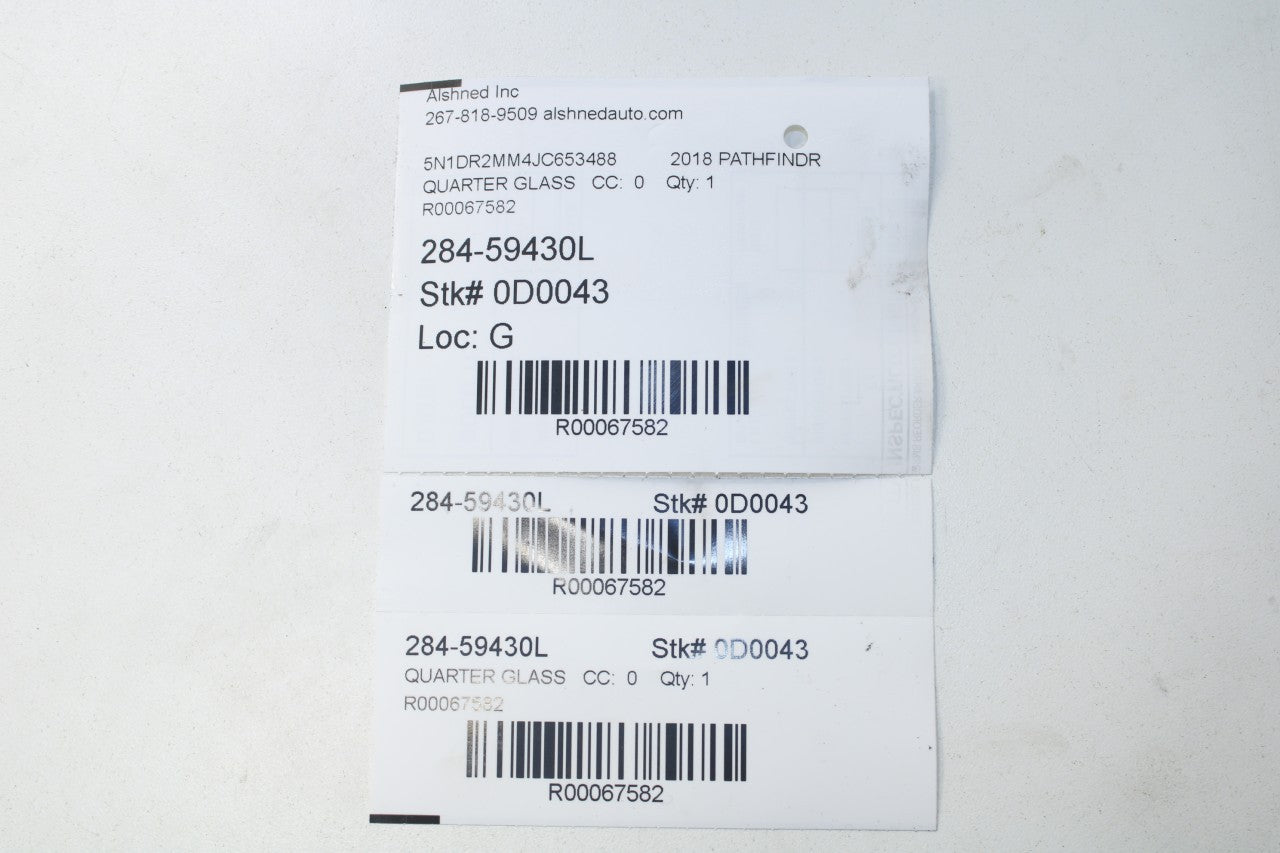 Alshned Inc
267-818-9509 alshnedauto.com
5N1DR2MM4JC653488 2018 PATHFINDR
QUARTER GLASS CC: 0 Qty: 1
R00067582
284-59430L
Stk# 0D0043
Loc: G
R00067582
284-59430L Stk# 0D0043
R00067582
284-59430L Stk# 0D0043
QUARTER GLASS CC: 0 Qty: 1
R00067582
R00067582